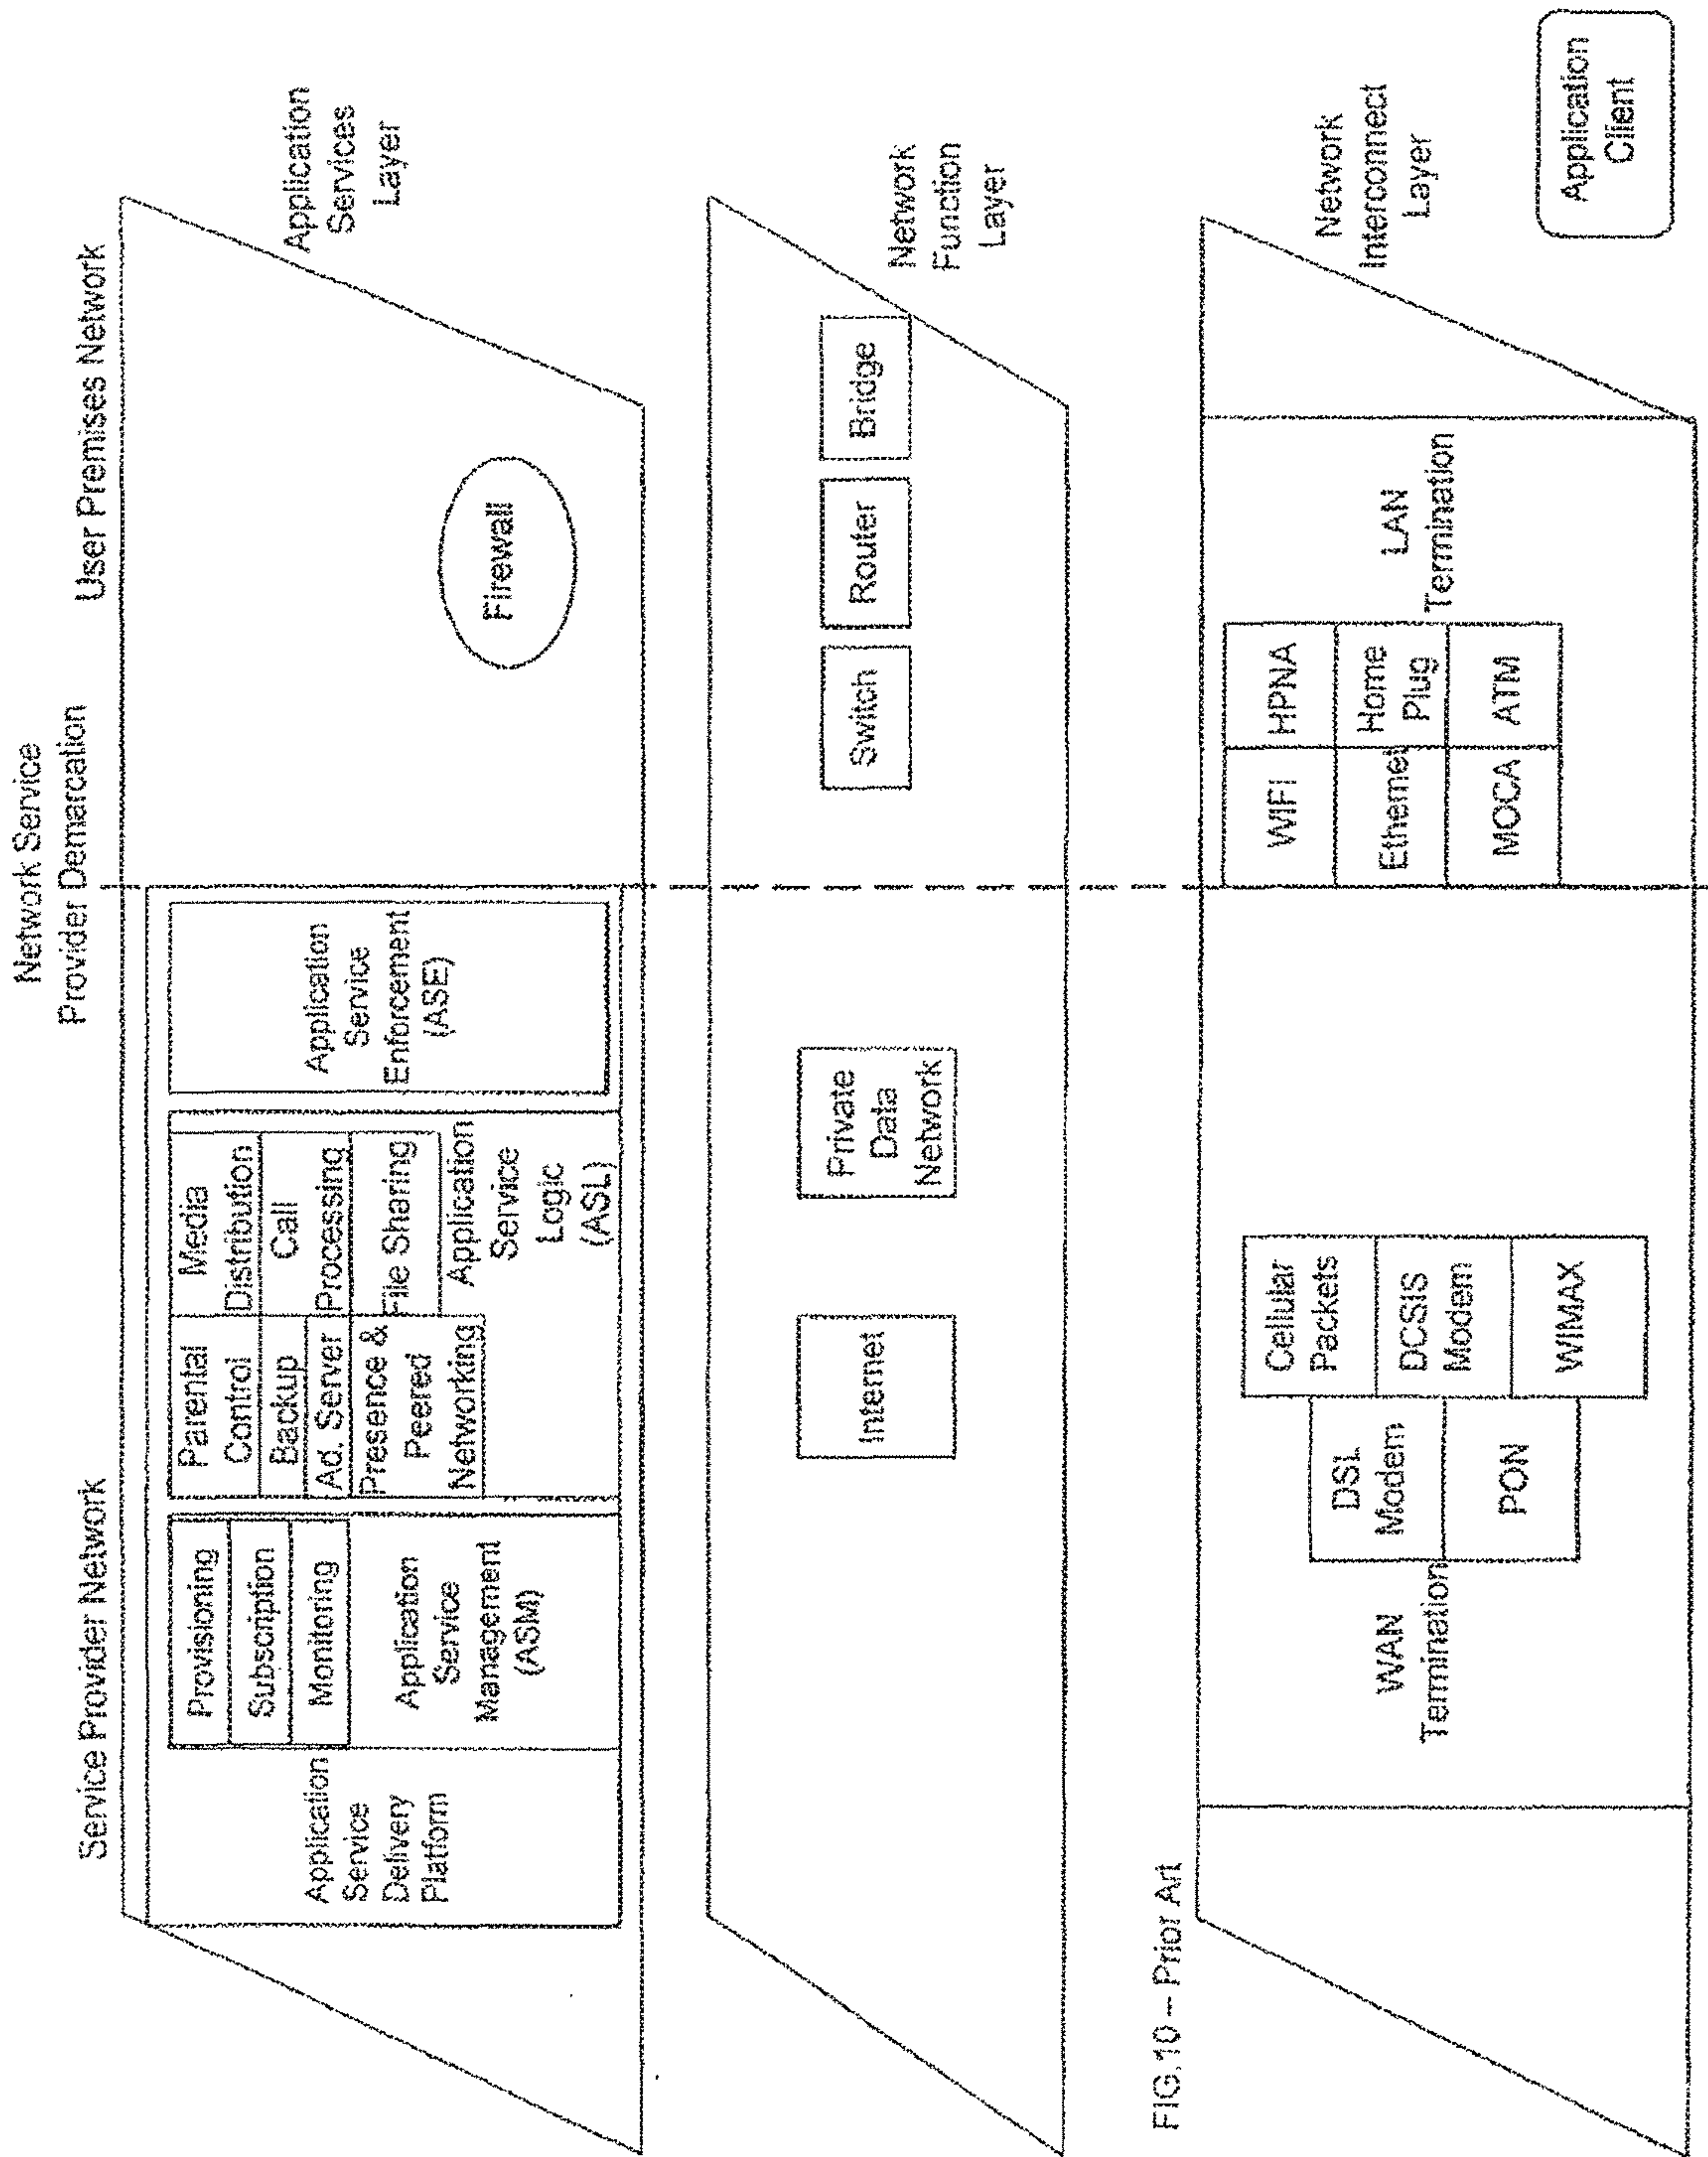 Network Service
Provider Demarcation
Service Provider Network
User Premises Network
Application
Services
Layer
Application
Service
Delivery
Platform
Provisioning
Subscription
Monitoring
Application
Service
Management
(ASM)
Parental
Control
Backup
Ad. Server
Presence &
Peered
Networking
Media
Distribution
Call
Processing
File Sharing
Application
Service
Logic
(ASL)
Application
Service
Enforcement
(ASE)
Firewall
Network
Function
Layer
Internet
Private
Data
Network
Switch
Router
Bridge
Network
Interconnect
Layer
WAN
Termination
DSL
Modem
PON
Cellular
Packets
DCSIS
Modem
WIMAX
WIFI
Ethernet
MOCA
HPNA
Home
Plug
ATM
LAN
Termination
Application
Client
FIG.10 -- Prior Art